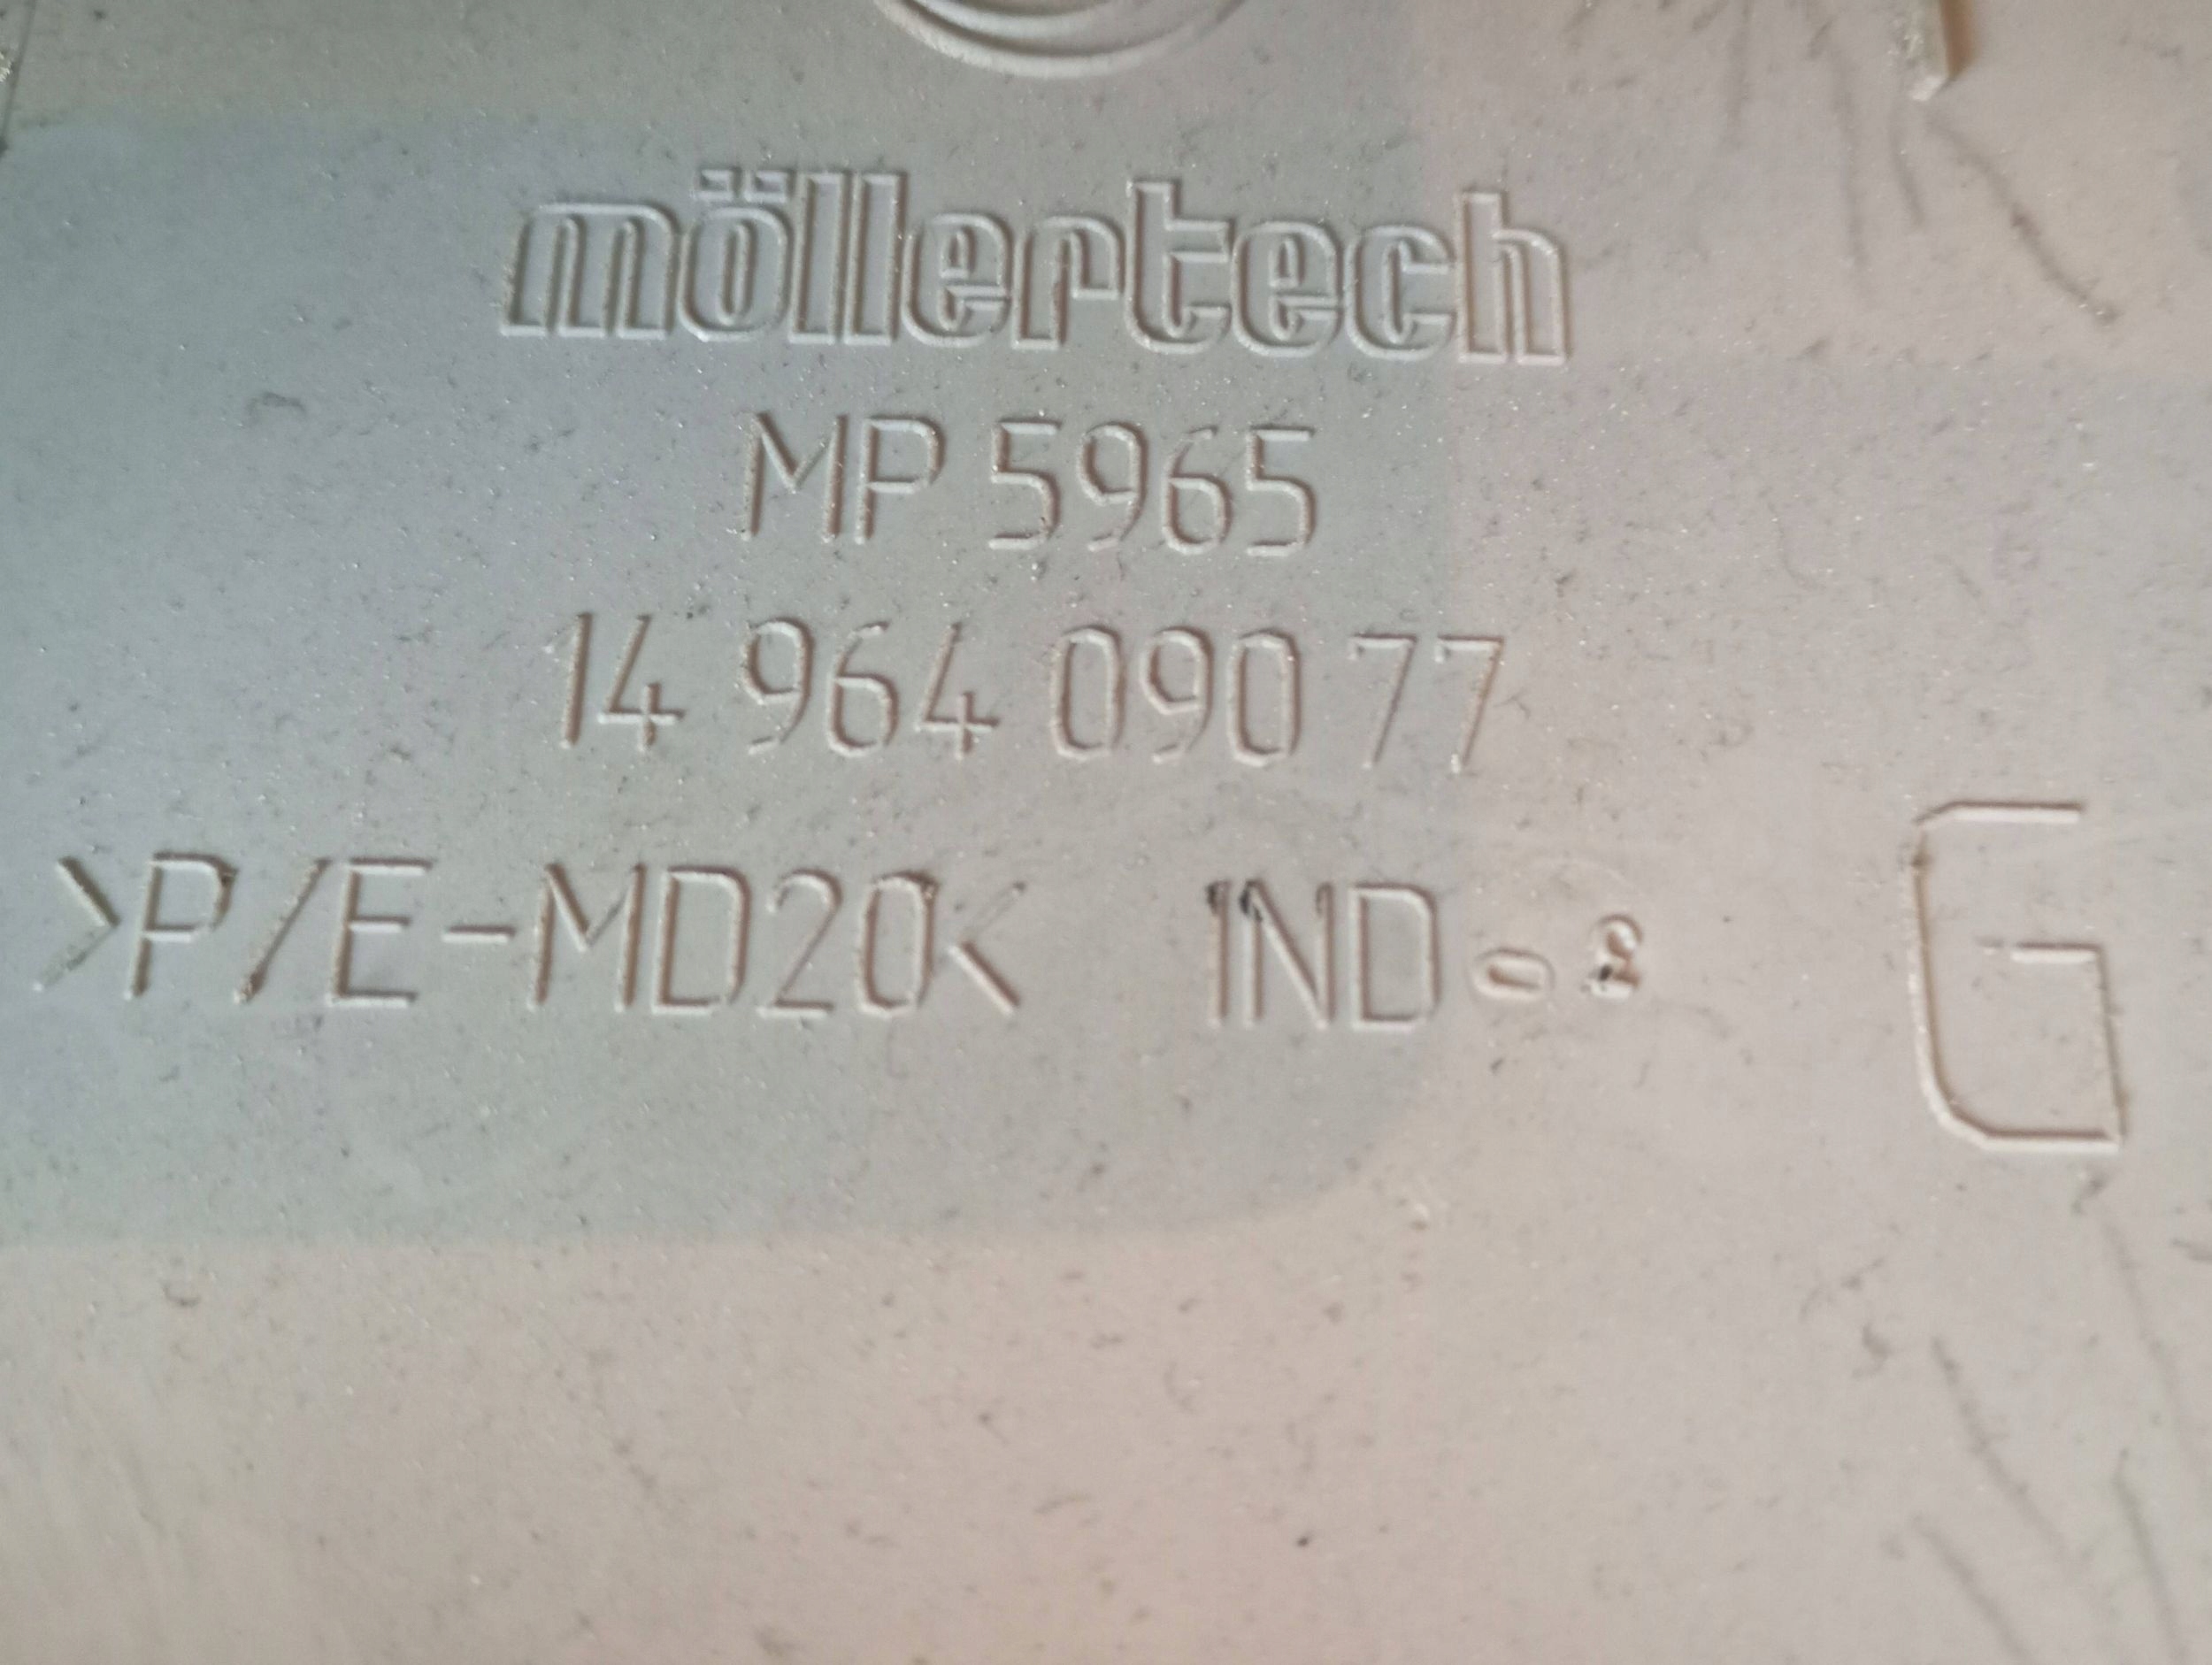 möllertech
MP 5965
14 964 090 77
>P/E-MD20< IND
G